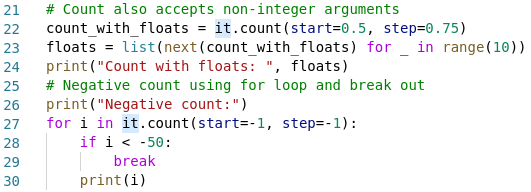 21 # Count also accepts non-integer arguments
22 count_with_floats = it.count(start=0.5, step=0.75)
23 floats = list(next(count_with_floats) for _ in range(10))
24 print("Count with floats: ", floats)
25 # Negative count using for loop and break out
26 print("Negative count:")
27 for i in it.count(start=-1, step=-1):
28     if i < -50:
29         break
30     print(i)